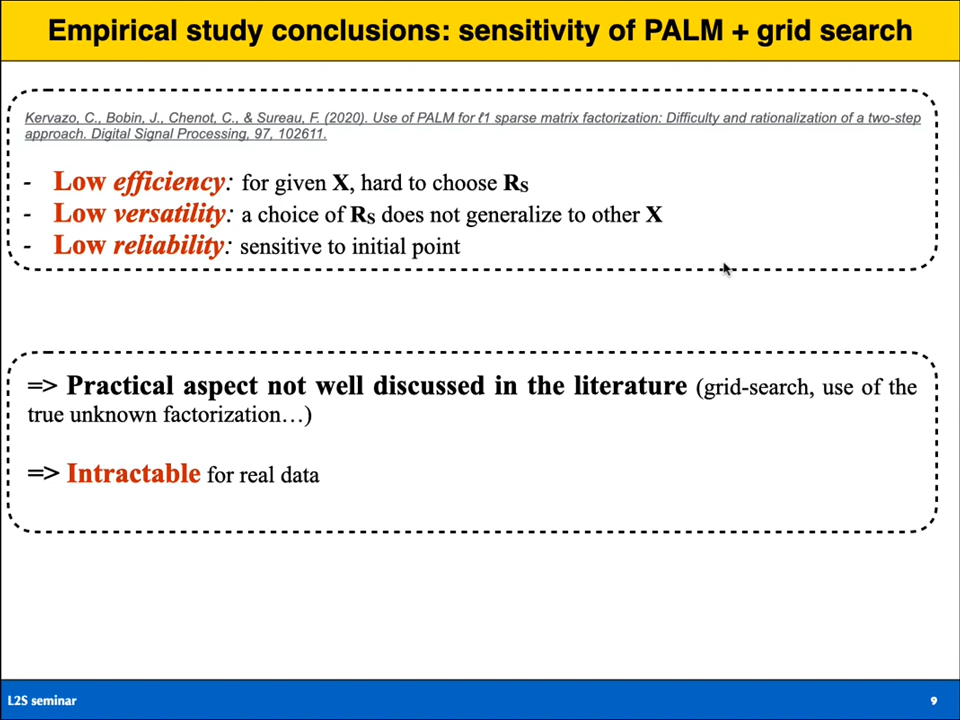 Empirical study conclusions: sensitivity of PALM + grid search
Kervazo, C., Bobin, J., Chenot, C., & Sureau, F. (2020). Use of PALM for ℓ1 sparse matrix factorization: Difficulty and rationalization of a two-step
approach. Digital Signal Processing, 97, 102611.
- Low efficiency: for given X, hard to choose RS
- Low versatility: a choice of RS does not generalize to other X
- Low reliability: sensitive to initial point
=> Practical aspect not well discussed in the literature (grid-search, use of the
true unknown factorization…)
=> Intractable for real data
L2S seminar
9